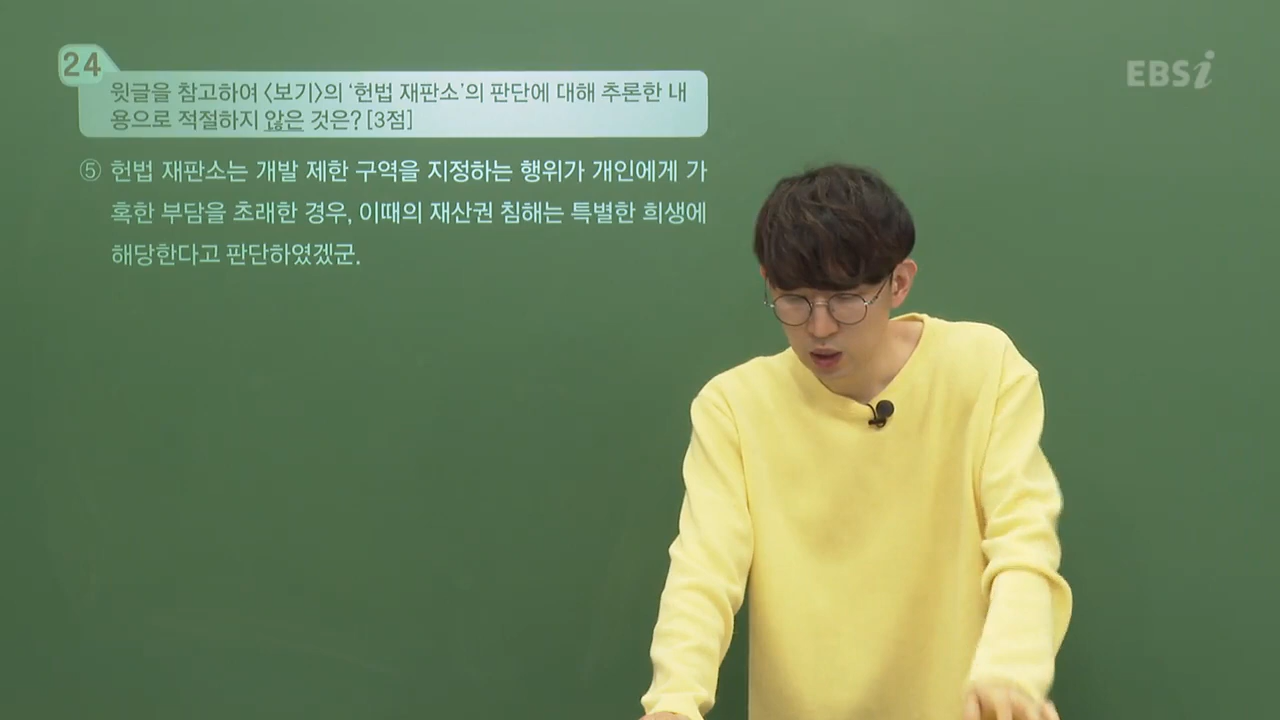 24
EBSi
윗글을 참고하여 〈보기〉의 ‘헌법 재판소’의 판단에 대해 추론한 내
용으로 적절하지 않은 것은? [3점]
⑤ 헌법 재판소는 개발 제한 구역을 지정하는 행위가 개인에게 가
혹한 부담을 초래한 경우, 이때의 재산권 침해는 특별한 희생에
해당한다고 판단하였겠군.